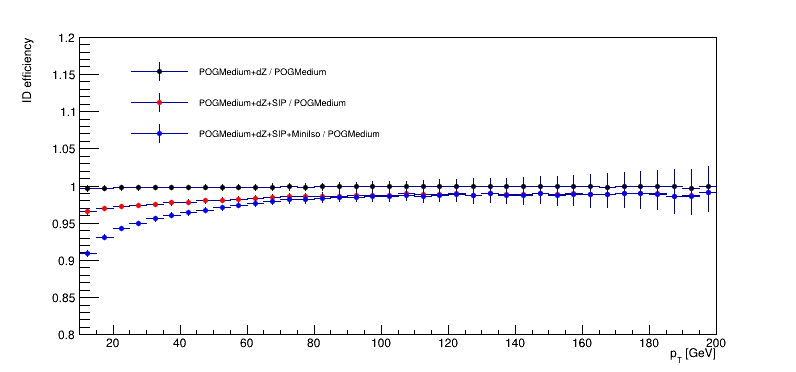 ID efficiency
1.2
1.15
1.1
1.05
1
0.95
0.9
0.85
0.8
POGMedium+dZ / POGMedium
POGMedium+dZ+SIP / POGMedium
POGMedium+dZ+SIP+MiniIso / POGMedium
20 40 60 80 100 120 140 160 180 200
p_T [GeV]